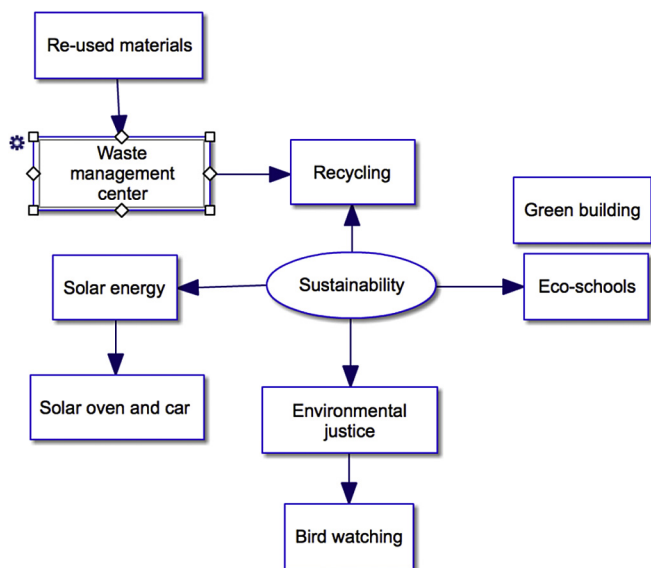 Re-used materials
Waste
management
center
Recycling
Green building
Solar energy
Sustainability
Eco-schools
Solar oven and car
Environmental
justice
Bird watching